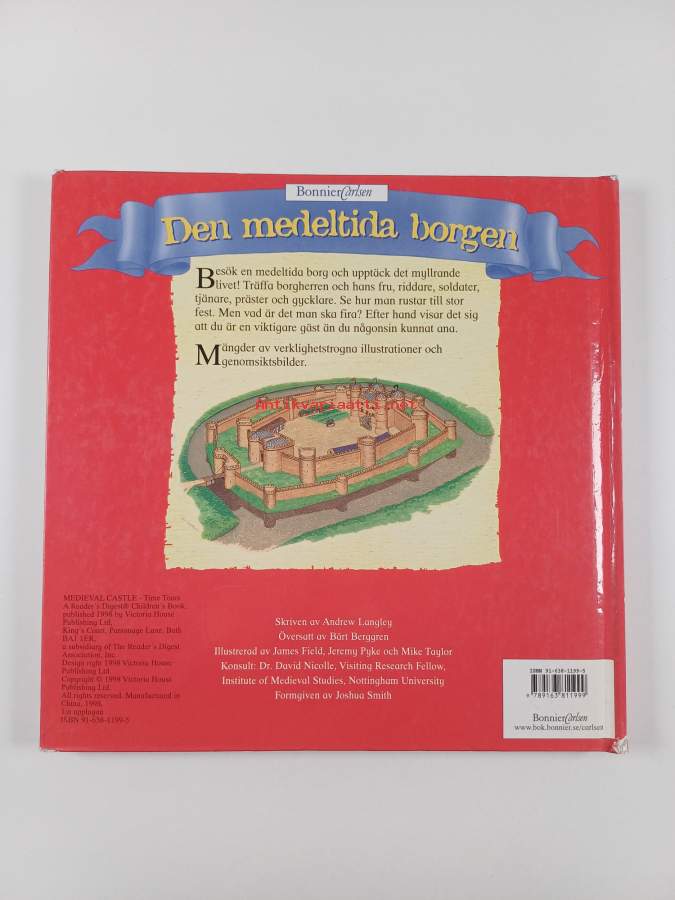 BonnierCarlsen
Den medeltida borgen
Besök en medeltida borg och upptäck det myllrande
livet! Träffa borgherren och hans fru, riddare, soldater,
tjänare, präster och gycklare. Se hur man rustar till stor
fest. Men vad är det man ska fira? Efter hand visar det sig
att du är en viktigare gäst än du någonsin kunnat ana.
Mängder av verklighetstrogna illustrationer och
genomsiktsbilder.
Antikvariaatti.net
MEDIEVAL CASTLE - Time Tours
A Reader's Digest® Children's Book,
published 1998 by Victoria House
Publishing Ltd,
King's Court, Parsonage Lane, Bath
BA1 1ER,
a subsidiary of The Reader's Digest
Association, Inc.
Design right 1998 Victoria House
Publishing Ltd.
Copyright © 1998 Victoria House
Publishing Ltd.
All rights reserved. Manufactured in
China, 1998.
1:a upplagan
ISBN 91-638-1199-5
Skriven av Andrew Langley
Översatt av Bärt Berggren
Illustrerad av James Field, Jeremy Pyke och Mike Taylor
Konsult: Dr. David Nicolle, Visiting Research Fellow,
Institute of Medieval Studies, Nottingham University
Formgiven av Joshua Smith
ISBN 91-638-1199-5
9 789163 811999
BonnierCarlsen
www.bok.bonnier.se/carlsen